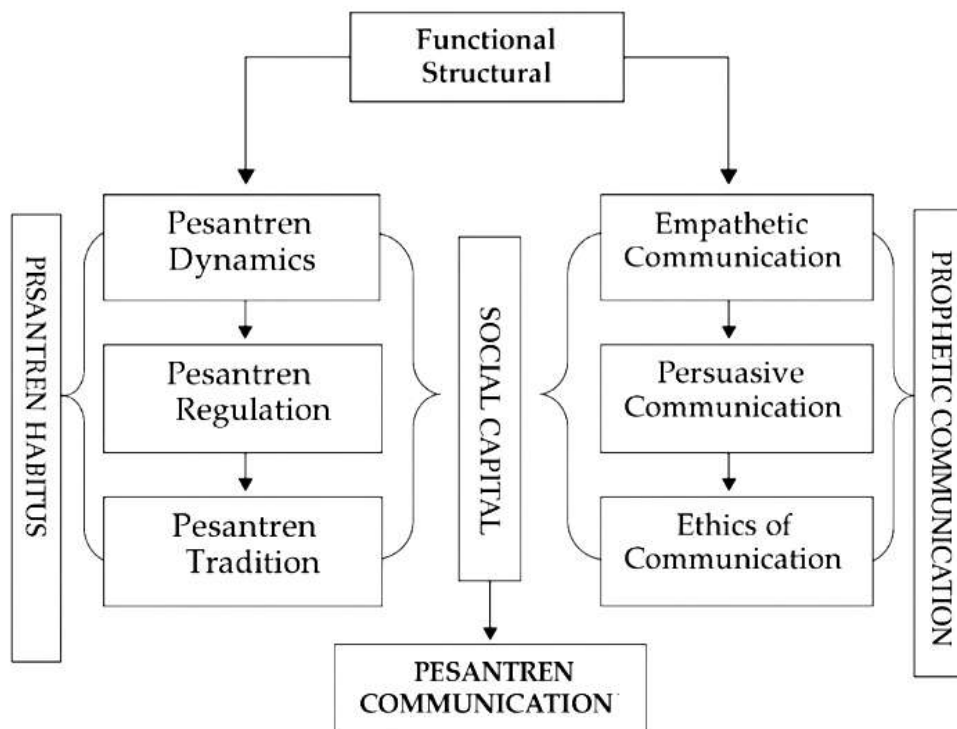 Functional
Structural
PRSANTREN HABITUS
Pesantren
Dynamics
Pesantren
Regulation
Pesantren
Tradition
SOCIAL CAPITAL
Empathetic
Communication
Persuasive
Communication
Ethics of
Communication
PROPHETIC COMMUNICATION
PESANTREN
COMMUNICATION